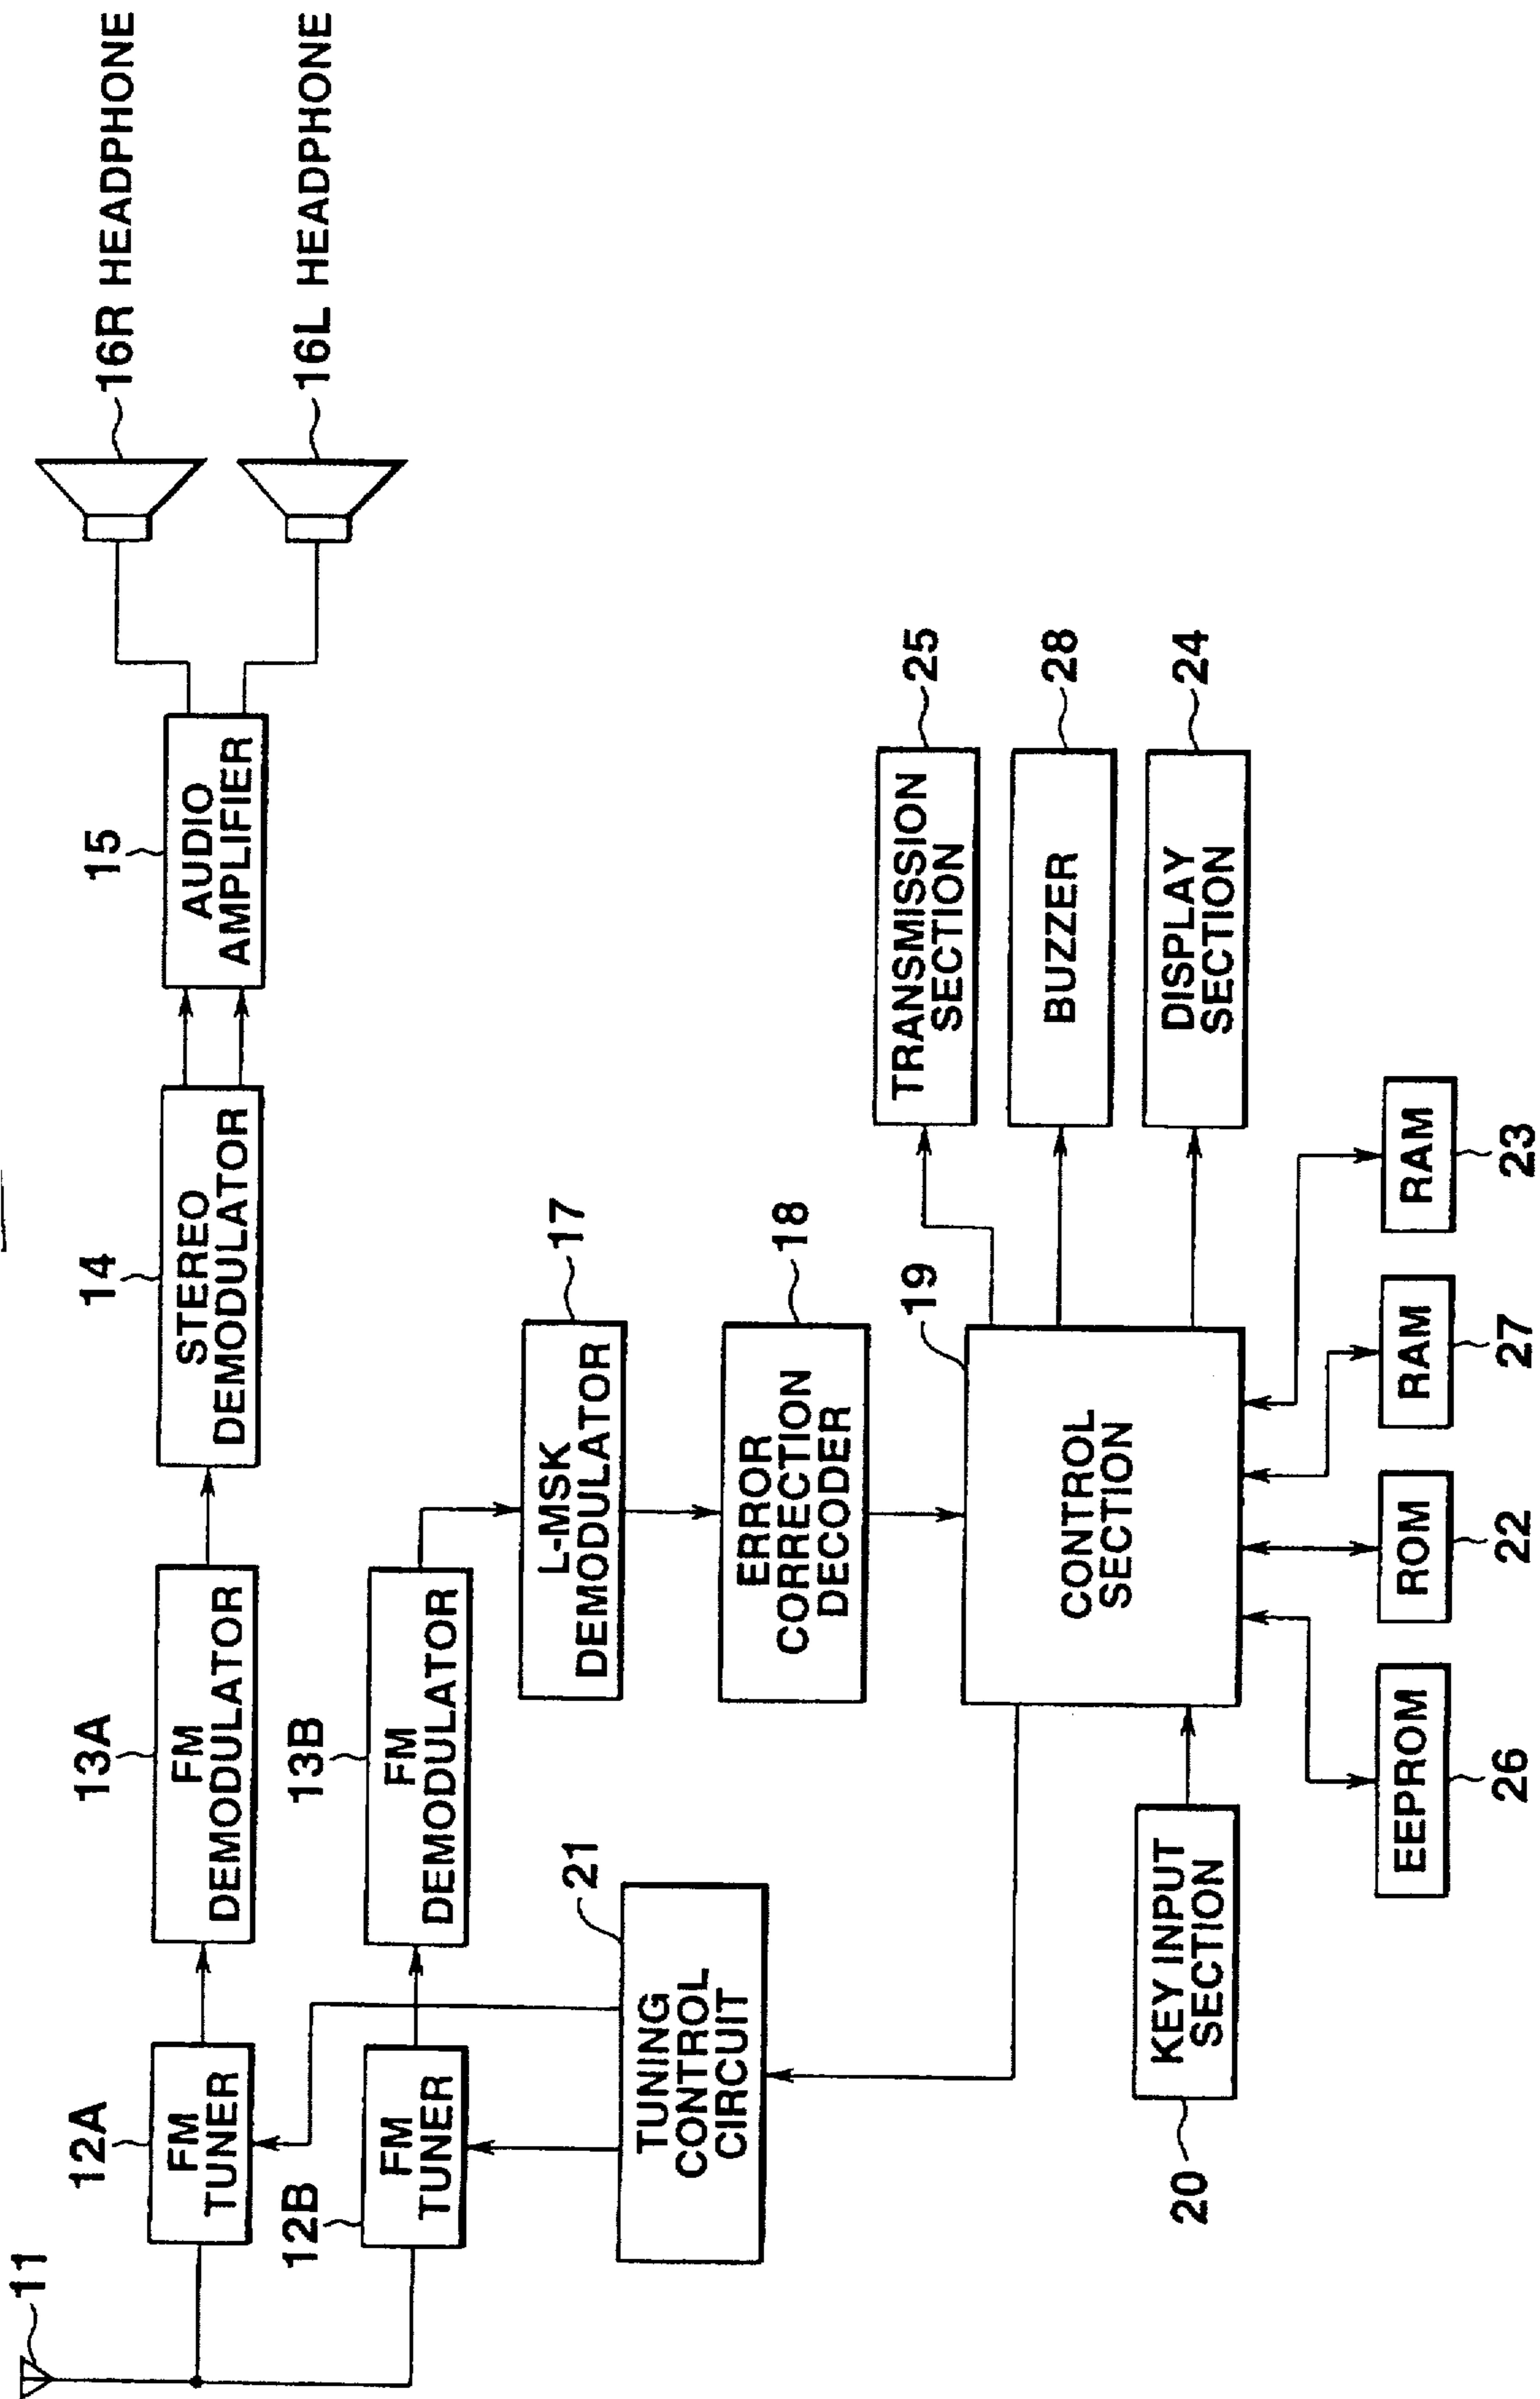 11
12A
FM
TUNER
13A
FM
DEMODULATOR
14
STEREO
DEMODULATOR
15
AUDIO
AMPLIFIER
16R HEADPHONE
16L HEADPHONE
12B
FM
TUNER
13B
FM
DEMODULATOR
17
L-MSK
DEMODULATOR
18
ERROR
CORRECTION
DECODER
21
TUNING
CONTROL
CIRCUIT
19
CONTROL
SECTION
25
TRANSMISSION
SECTION
28
BUZZER
24
DISPLAY
SECTION
20
KEY INPUT
SECTION
EEPROM
26
ROM
22
RAM
27
RAM
23